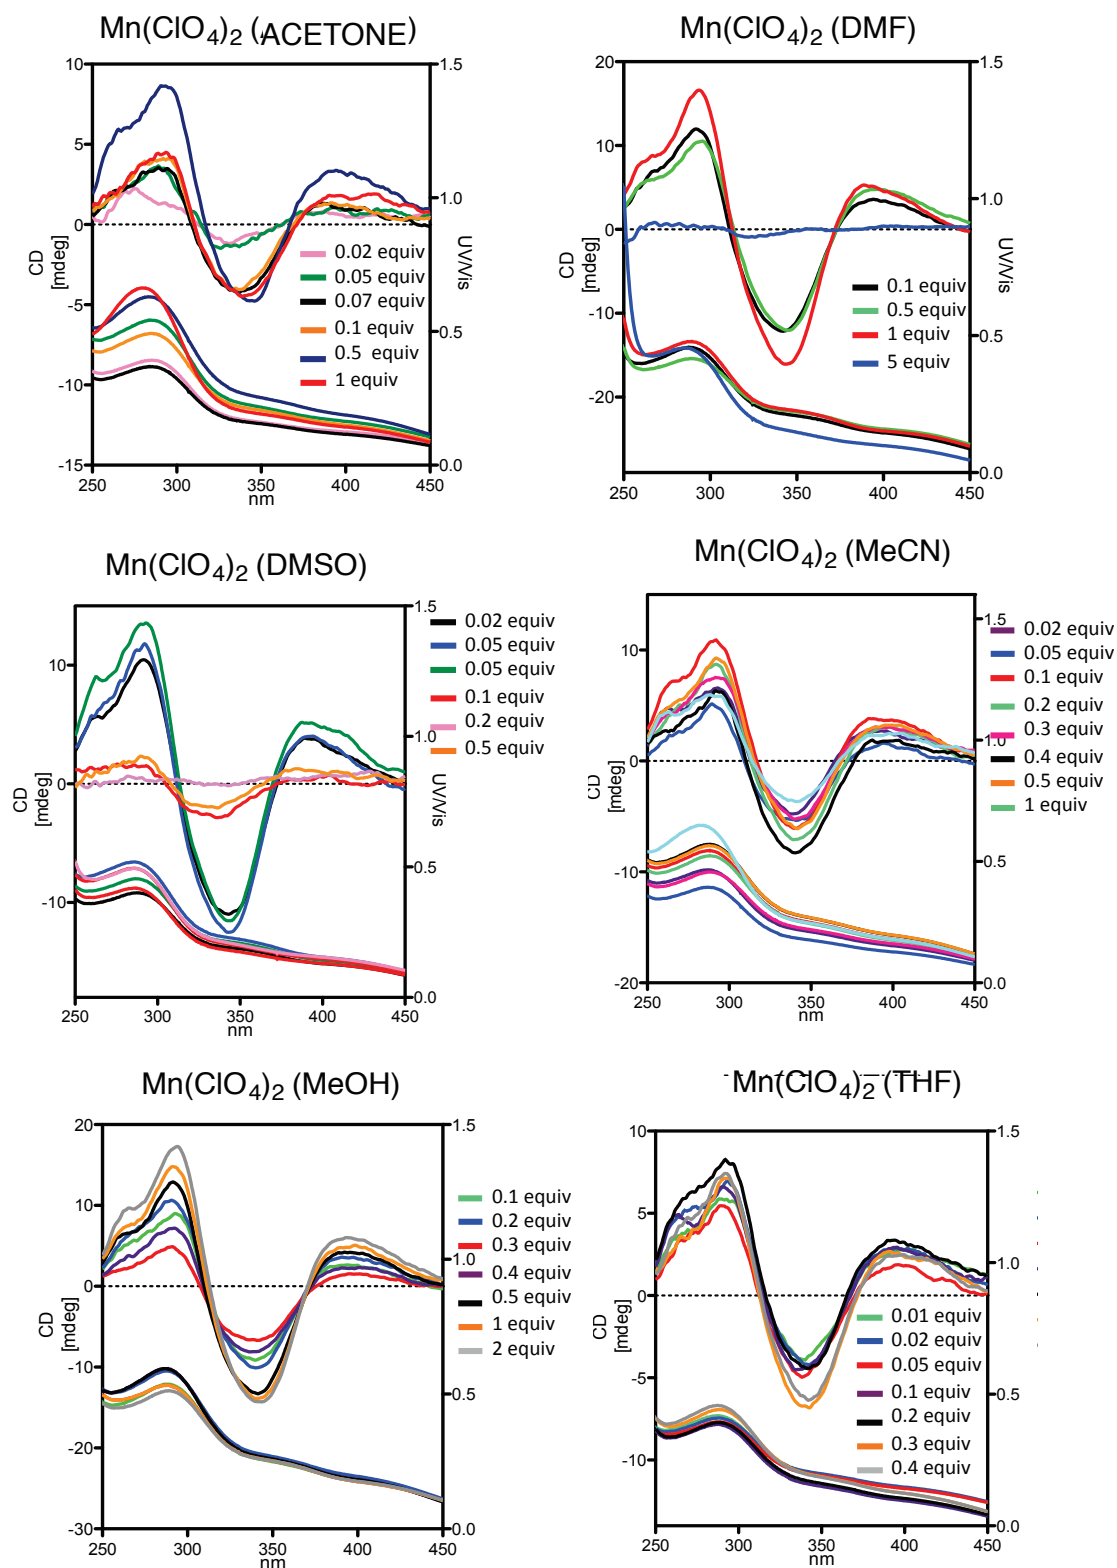 Mn(ClO4)2 (ACETONE)
10
5
0
-5
-10
-15
CD
[mdeg]
1.5
1.0
0.5
0.0
UV/vis
0.02 equiv
0.05 equiv
0.07 equiv
0.1 equiv
0.5 equiv
1 equiv
250
300
350
400
450
nm
Mn(ClO4)2 (DMF)
20
10
0
-10
-20
CD
[mdeg]
1.5
1.0
0.5
0.0
UV/vis
0.1 equiv
0.5 equiv
1 equiv
5 equiv
250
300
350
400
450
nm
Mn(ClO4)2 (DMSO)
10
0
-10
CD
[mdeg]
1.5
1.0
0.5
0.0
UV/vis
0.02 equiv
0.05 equiv
0.05 equiv
0.1 equiv
0.2 equiv
0.5 equiv
250
300
350
400
450
nm
Mn(ClO4)2 (MeCN)
10
0
-10
-20
CD
[mdeg]
1.5
1.0
0.5
0.0
0.02 equiv
0.05 equiv
0.1 equiv
0.2 equiv
0.3 equiv
0.4 equiv
0.5 equiv
1 equiv
250
300
350
400
450
nm
Mn(ClO4)2 (MeOH)
20
10
0
-10
-20
-30
CD
[mdeg]
1.5
1.0
0.5
0.0
0.1 equiv
0.2 equiv
0.3 equiv
0.4 equiv
0.5 equiv
1 equiv
2 equiv
250
300
350
400
450
nm
Mn(ClO4)2 (THF)
10
5
0
-5
-10
CD
[mdeg]
1.5
1.0
0.5
0.0
0.01 equiv
0.02 equiv
0.05 equiv
0.1 equiv
0.2 equiv
0.3 equiv
0.4 equiv
250
300
350
400
450
nm